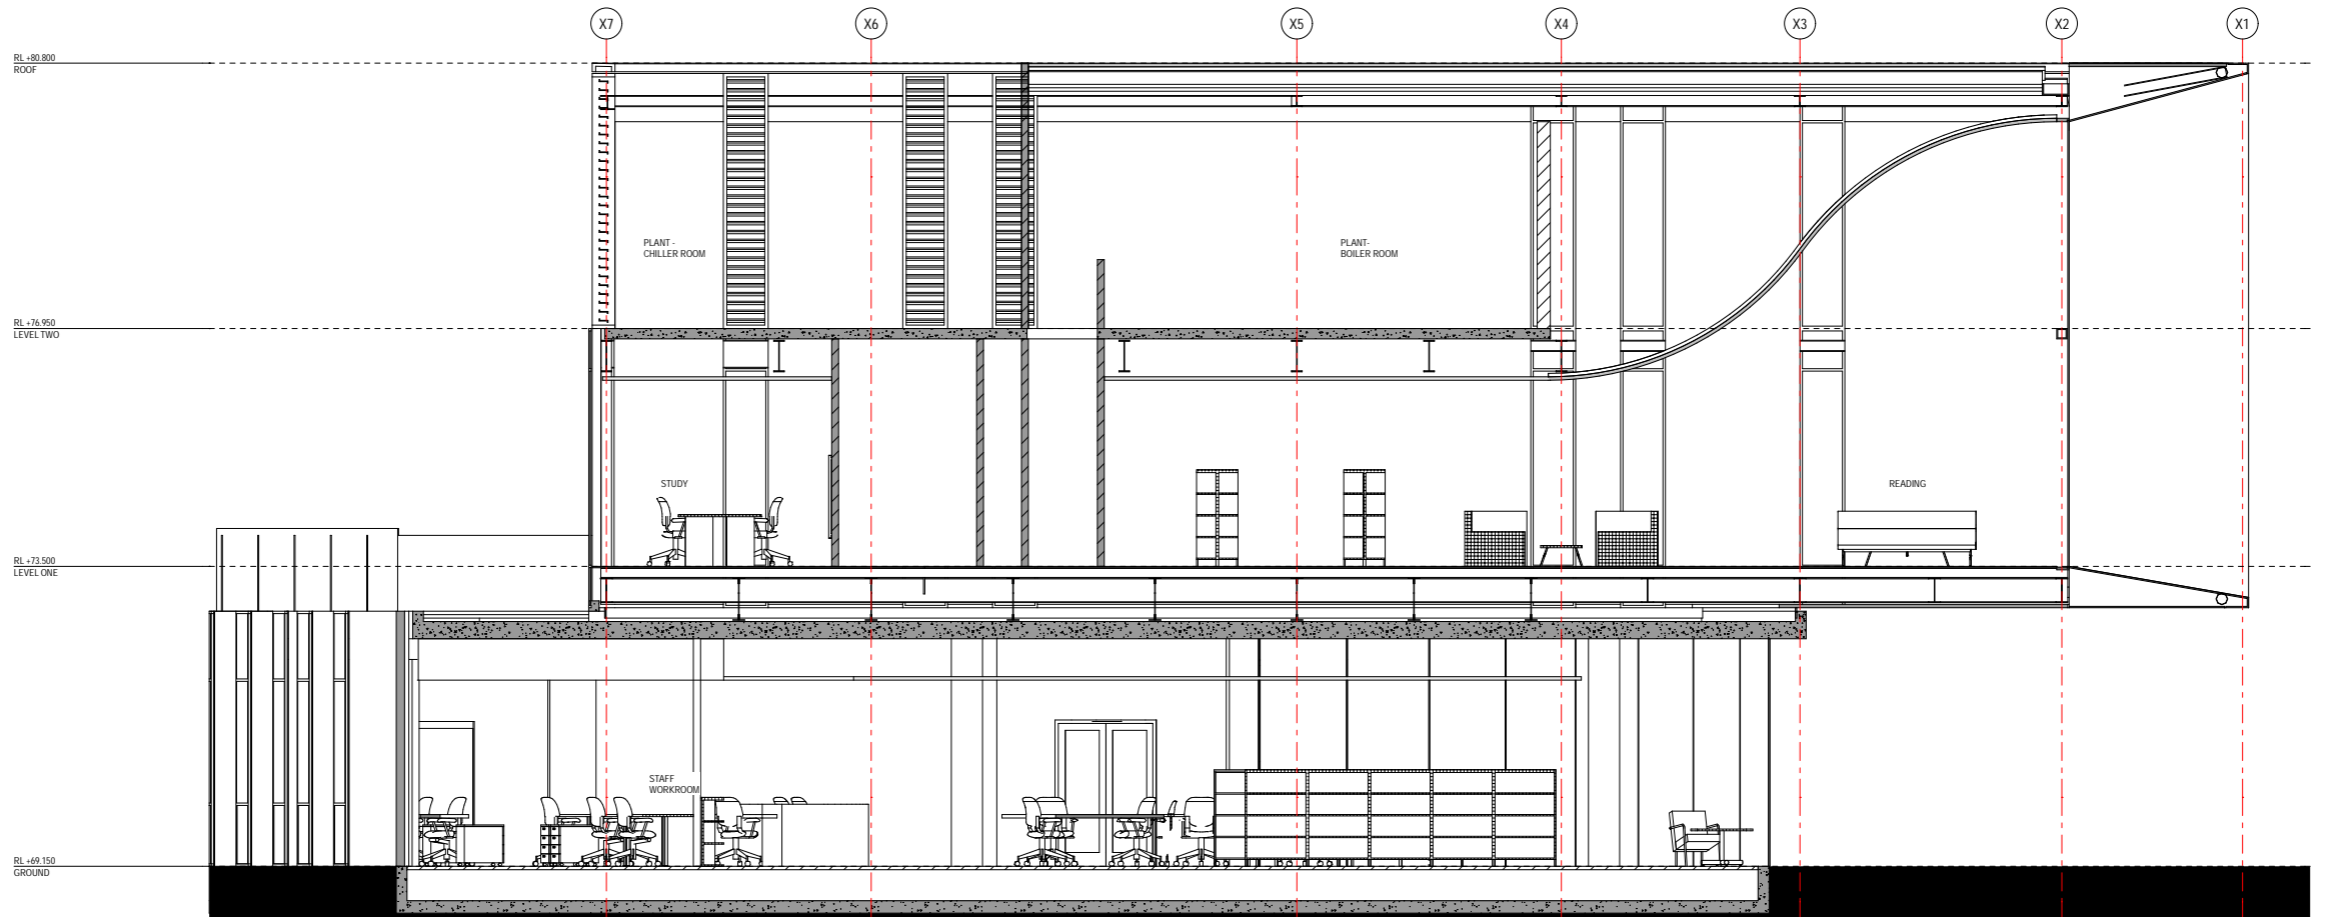 X7
X6
X5
X4
X3
X2
X1
RL +80.800
ROOF
PLANT -
CHILLER ROOM
PLANT-
BOILER ROOM
RL +76.950
LEVEL TWO
STUDY
READING
RL +73.500
LEVEL ONE
STAFF
WORKROOM
RL +69.150
GROUND